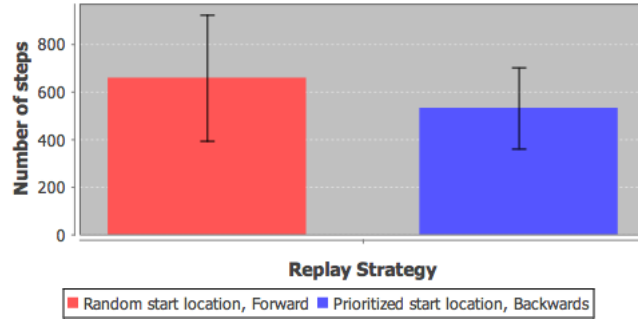 Number of steps
800
600
400
200
0
Replay Strategy
Random start location, Forward Prioritized start location, Backwards